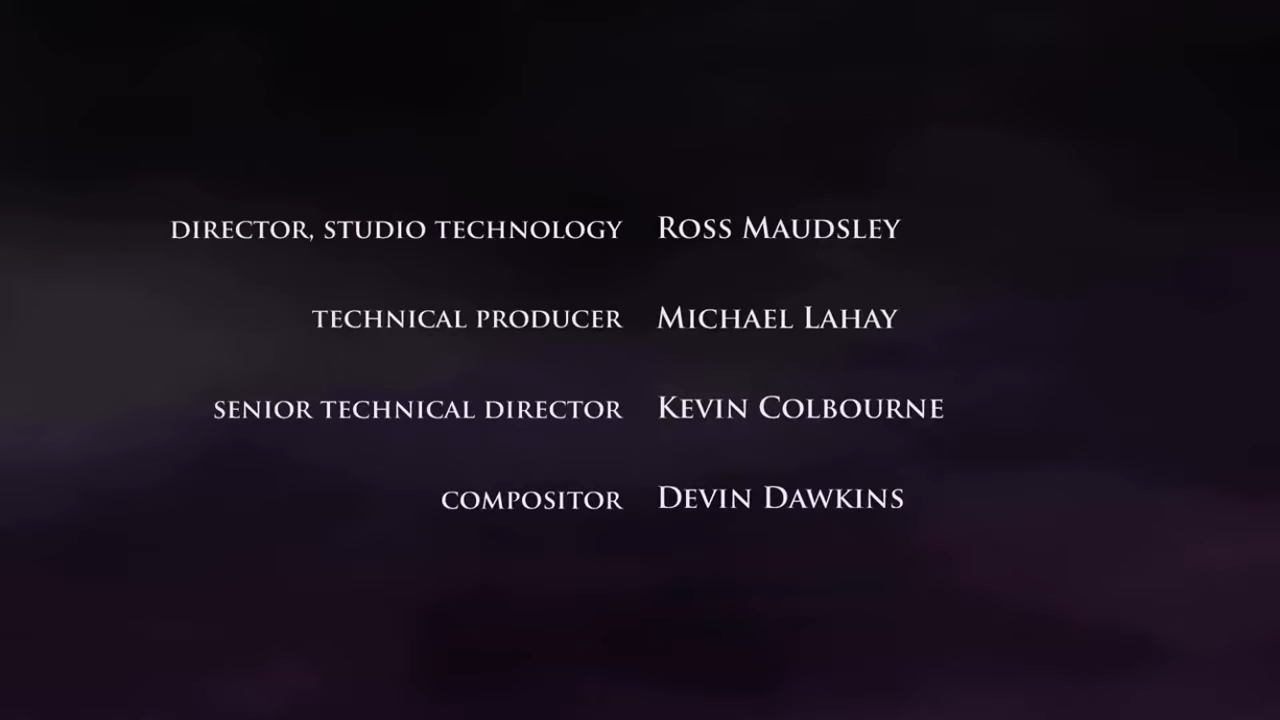 DIRECTOR, STUDIO TECHNOLOGY ROSS MAUDSLEY
TECHNICAL PRODUCER MICHAEL LAHAY
SENIOR TECHNICAL DIRECTOR KEVIN COLBOURNE
COMPOSITOR DEVIN DAWKINS